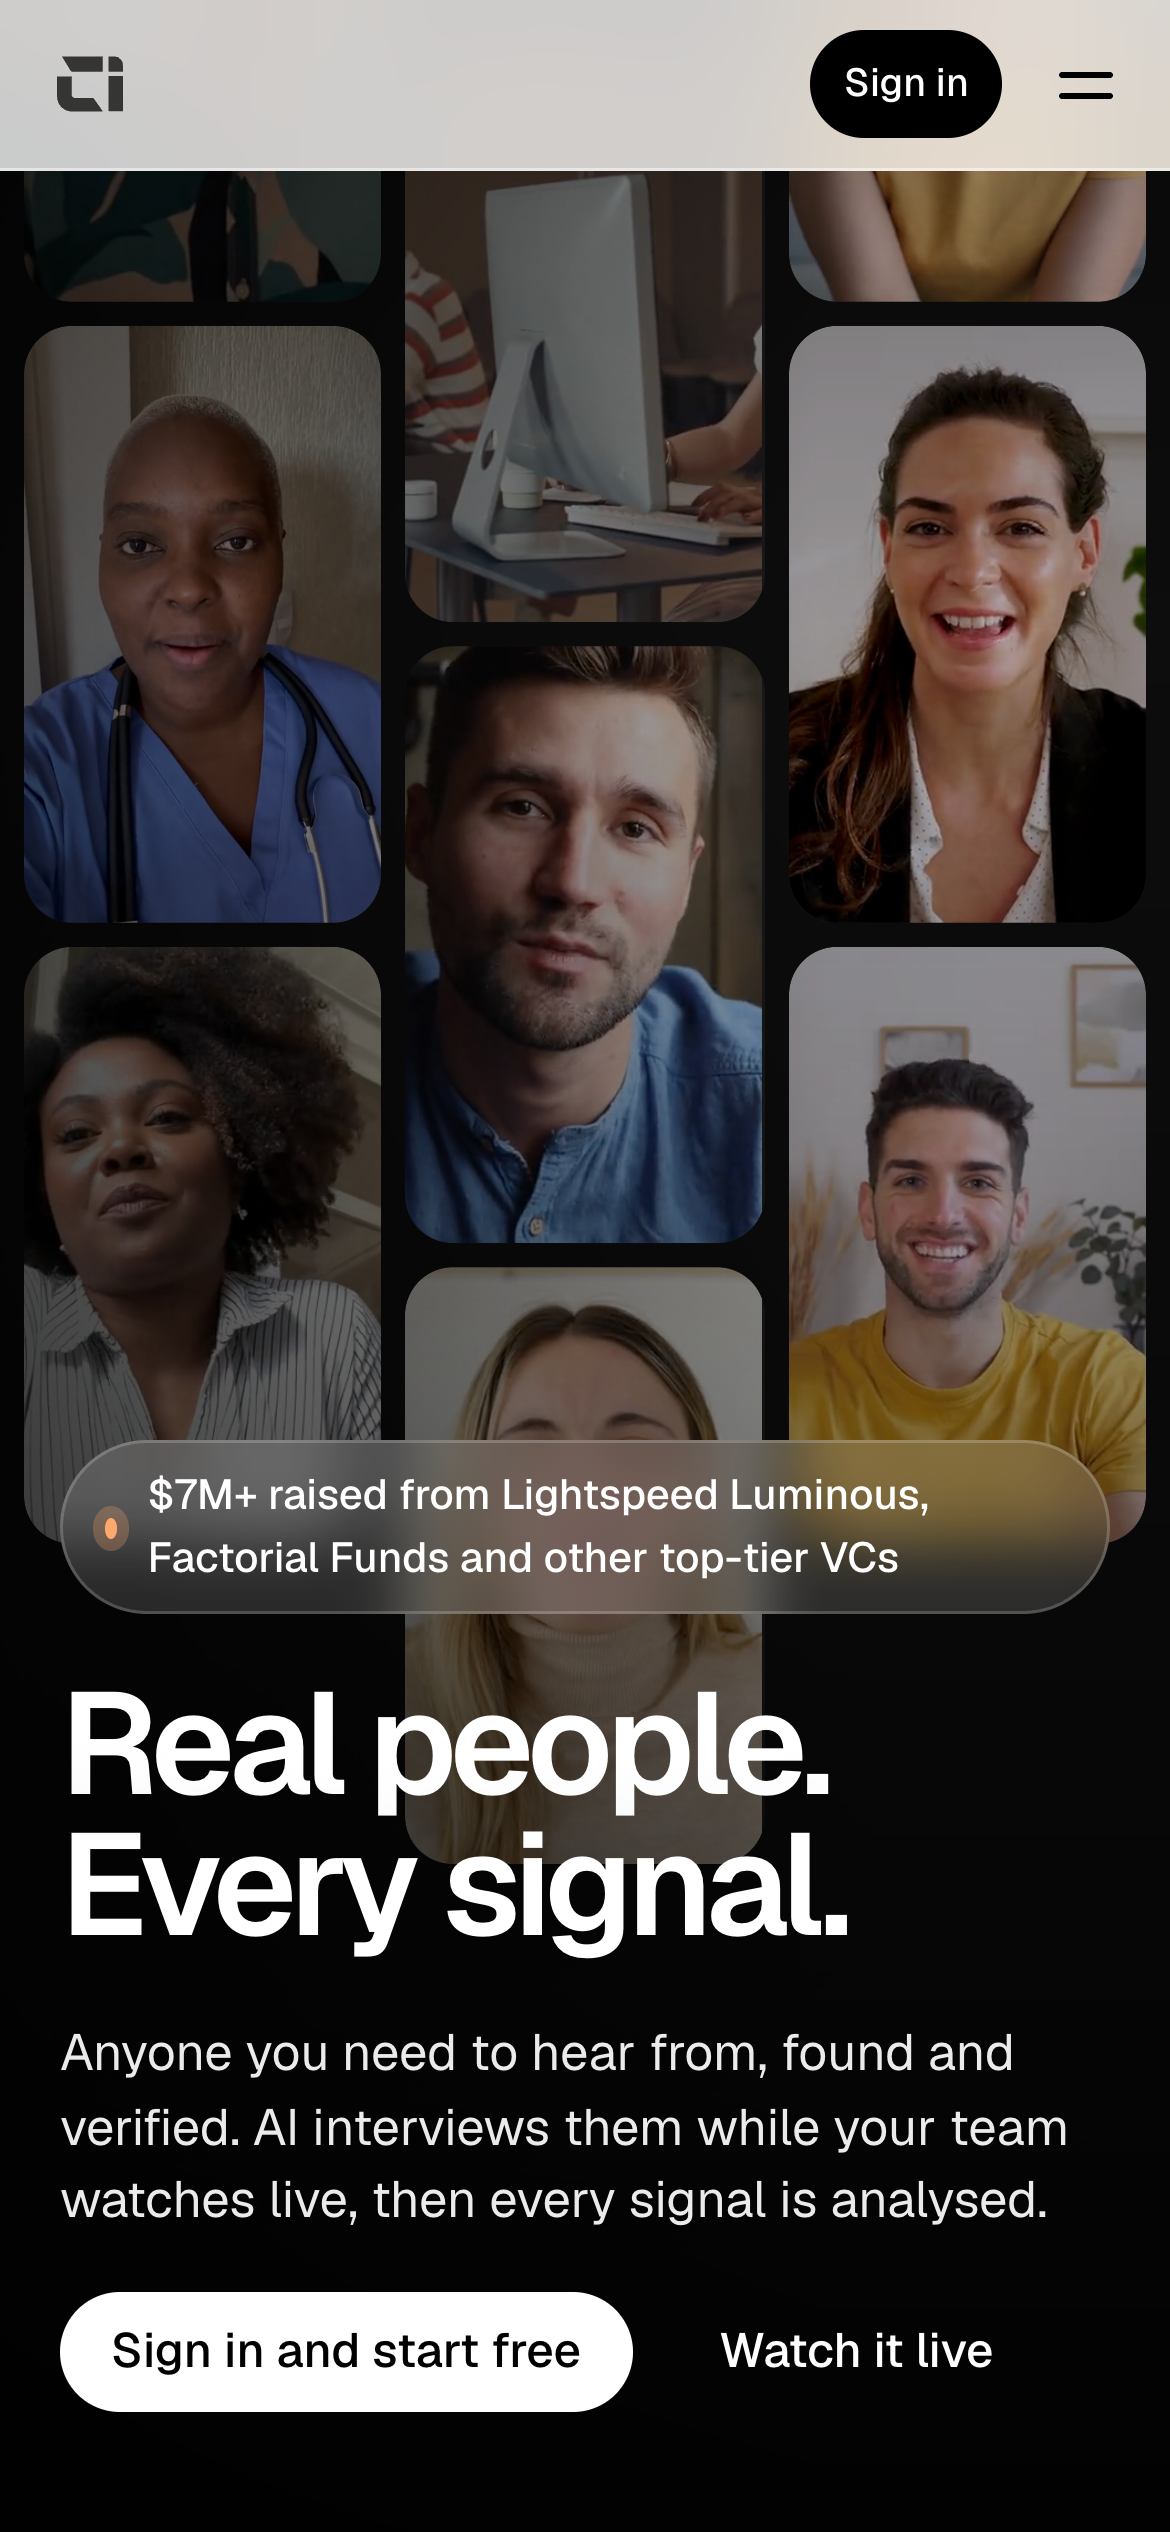 Sign in
$7M+ raised from Lightspeed Luminous,
Factorial Funds and other top-tier VCs
Real people.
Every signal.
Anyone you need to hear from, found and
verified. AI interviews them while your team
watches live, then every signal is analysed.
Sign in and start free
Watch it live